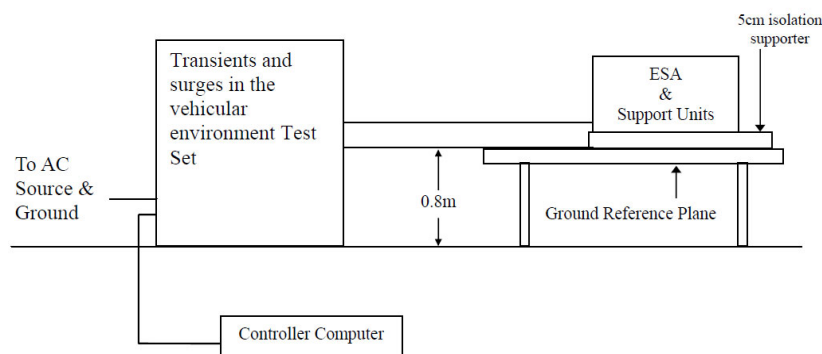 5cm isolation
supporter
Transients and
surges in the
vehicular
environment Test
Set
ESA
&
Support Units
To AC
Source &
Ground
0.8m
Ground Reference Plane
Controller Computer